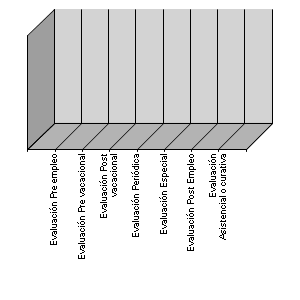 Evaluación Pre empleo
Evaluación Pre vacacional
Evaluación Post
vacacional
Evaluación Periódica
Evaluación Especial
Evaluación Post Empleo
Evaluación
Asistencial o curativa